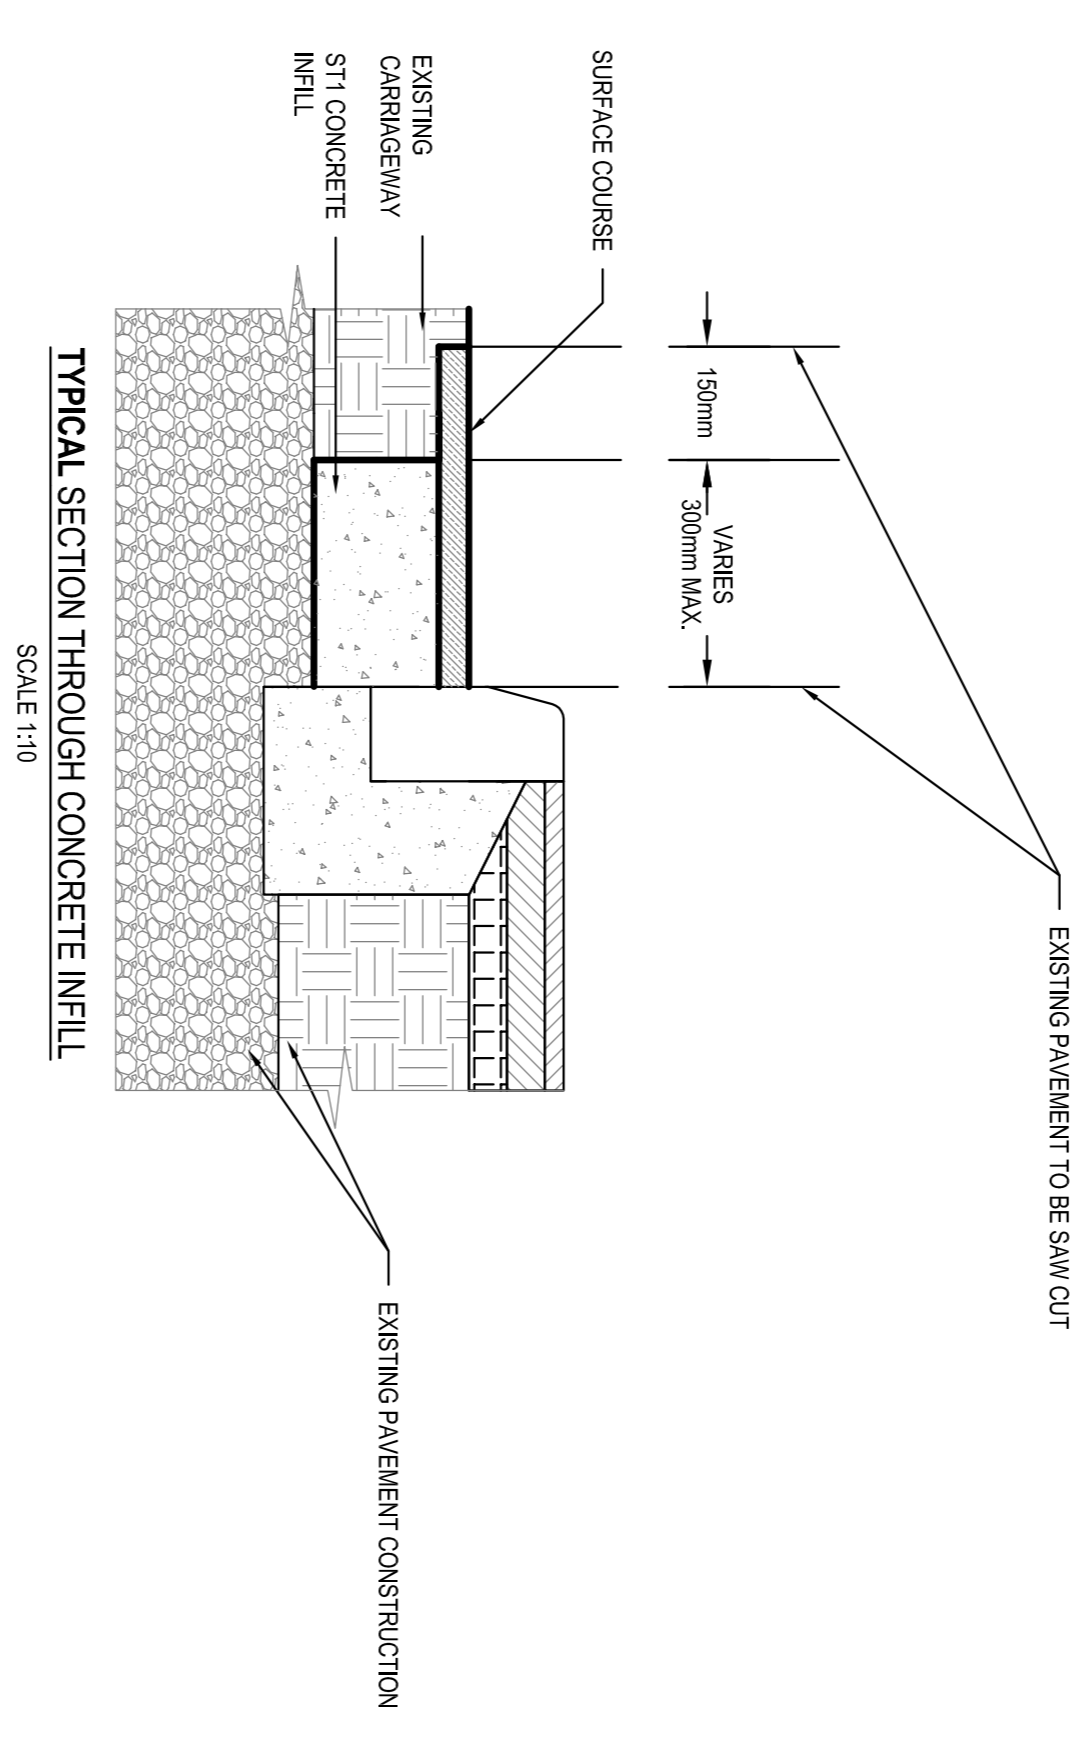 EXISTING PAVEMENT TO BE SAW CUT
150mm
VARIES
300mm MAX.
SURFACE COURSE
EXISTING
CARRIAGEWAY
ST1 CONCRETE
INFILL
EXISTING PAVEMENT CONSTRUCTION
TYPICAL SECTION THROUGH CONCRETE INFILL
SCALE 1:10